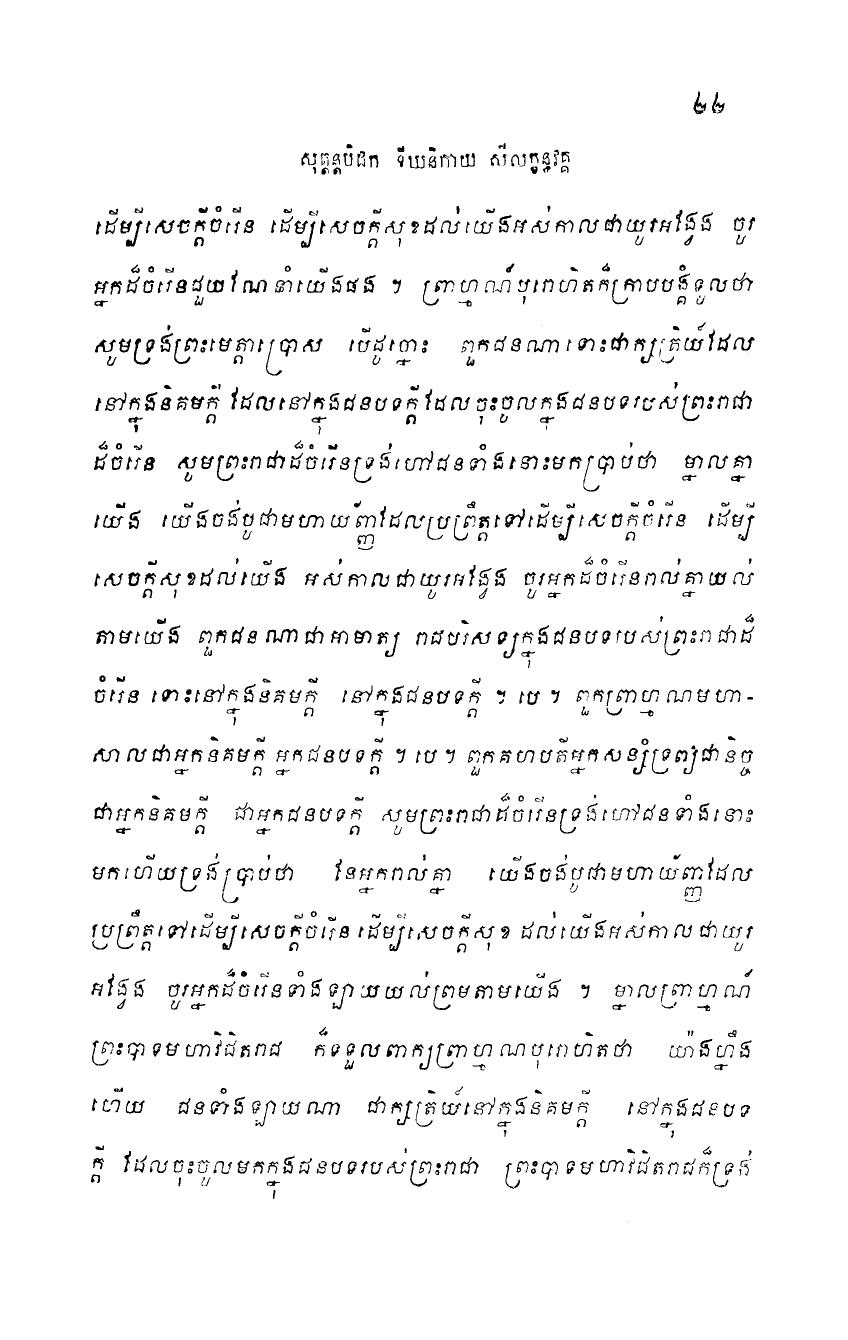 ៦៦
សុត្តន្តបិដក ទីឃនិកាយ សីលក្ខន្ធវគ្គ
ដើម្បីសេចក្តីចំរើន ដើម្បីសេចក្តីសុខដល់យើងអស់កាលជាយូរអង្វែង ចូរ
អ្នកដ៏ចំរើនជួយណែនាំយើងផង ។ ព្រាហ្មណ៍បុរោហិតក៏ក្រាបបង្គំទូលថា
សូមទ្រង់ព្រះមេត្តាប្រោស បើដូច្នោះ ពួកជនណាទោះជាក្សត្រិយ៍ដែល
នៅក្នុងនិគមក្តី ដែលនៅក្នុងជនបទក្តីដែលចុះចូលក្នុងជនបទរបស់ព្រះរាជា
ដ៏ចំរើន សូមព្រះរាជាដ៏ចំរើនទ្រង់ហៅជនទាំងនោះមកប្រាប់ថា ម្នាលគ្នា
យើង យើងចង់បូជាមហាយ័ញ្ញដែលប្រព្រឹត្តទៅដើម្បីសេចក្តីចំរើន ដើម្បី
សេចក្តីសុខដល់យើង អស់កាលជាយូរអង្វែង ចូរអ្នកដ៏ចំរើនរាល់គ្នាយល់
តាមយើង ពួកជនណាជាអាមាត្យ រាជបរិសទ្យក្នុងជនបទរបស់ព្រះរាជាដ៏
ចំរើន ទោះនៅក្នុងនិគមក្តី នៅក្នុងជនបទក្តី ។ បេ ។ ពួកព្រាហ្មណមហា-
សាលជាអ្នកនិគមក្តី អ្នកជនបទក្តី ។ បេ ។ ពួកគហបតីអ្នកសន្សំទ្រព្យជានិច្ច
ជាអ្នកនិគមក្តី ជាអ្នកជនបទក្តី សូមព្រះរាជាដ៏ចំរើនទ្រង់ហៅជនទាំងនោះ
មកហើយទ្រង់ប្រាប់ថា នែអ្នករាល់គ្នា យើងចង់បូជាមហាយ័ញ្ញដែល
ប្រព្រឹត្តទៅដើម្បីសេចក្តីចំរើន ដើម្បីសេចក្តីសុខ ដល់យើងអស់កាលជាយូរ
អង្វែង ចូរអ្នកដ៏ចំរើនទាំងឡាយយល់ព្រមតាមយើង ។ ម្នាលព្រាហ្មណ៍
ព្រះបាទមហាវិជិតរាជ ក៏ទទួលពាក្យព្រាហ្មណបុរោហិតថា យ៉ាងហ្នឹង
ហើយ ជនទាំងឡាយណា ជាក្សត្រិយ៍នៅក្នុងនិគមក្តី នៅក្នុងជនបទ
ក្តី ដែលចុះចូលមកក្នុងជនបទរបស់ព្រះរាជា ព្រះបាទមហាវិជិតរាជក៏ទ្រង់